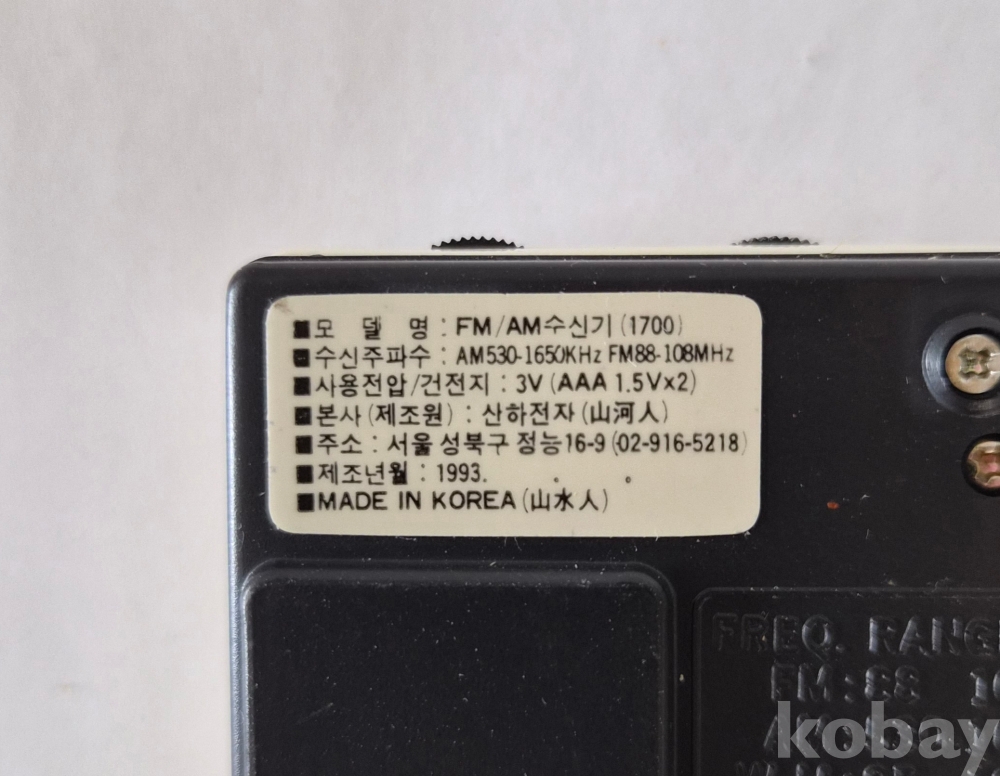 ■모 델 명 : FM/AM수신기(1700)
■수신주파수 : AM530-1650KHz FM88-108MHz
■사용전압/건전지 : 3V (AAA 1.5V×2)
■본사(제조원) : 산하전자(山河人)
■주소 : 서울 성북구 정능16-9(02-916-5218)
■제조년월 : 1993. . .
■MADE IN KOREA(山水人)
FREQ. RANG
FM:88
kobay